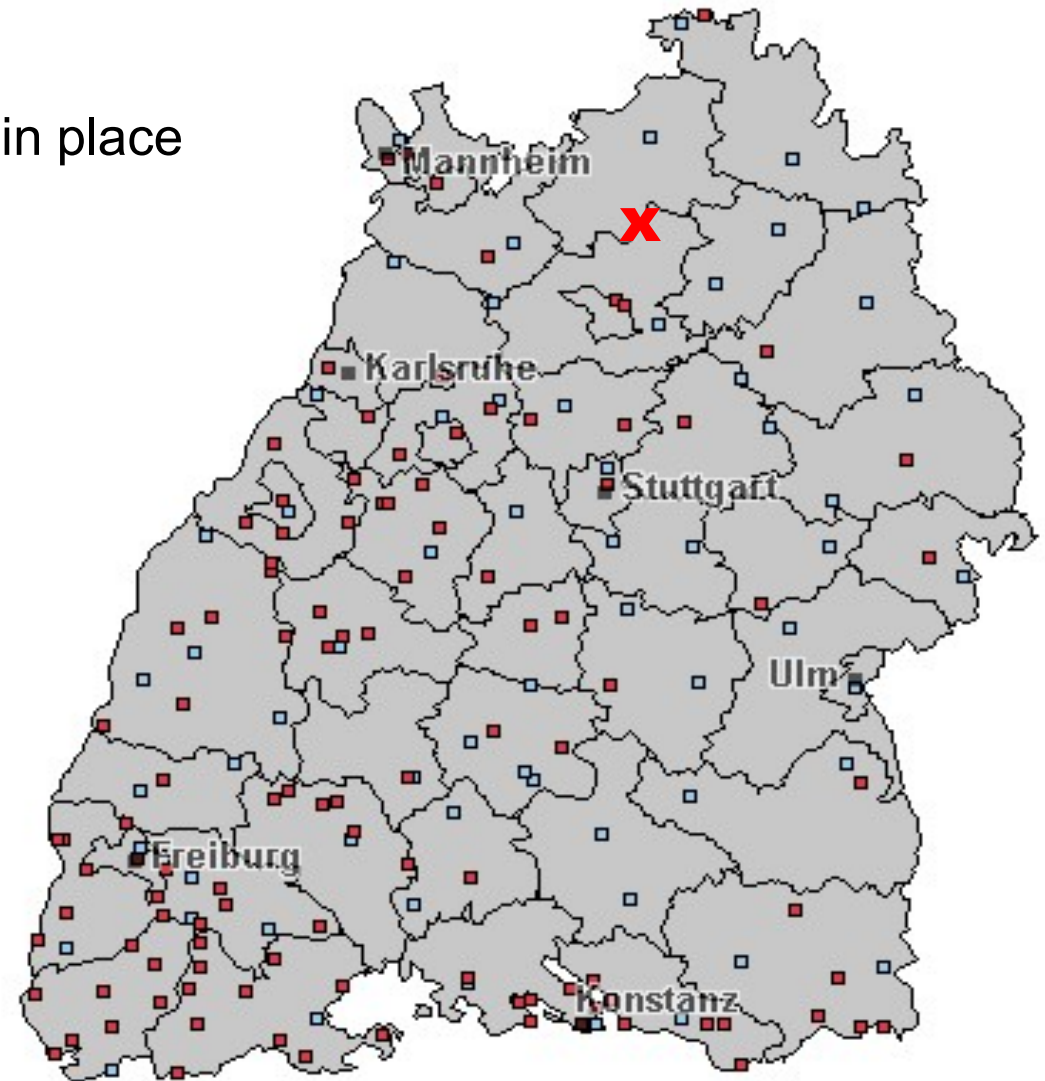 in place
Mannheim
x
Karlsruhe
Stuttgart
Ulm
Freiburg
Konstanz